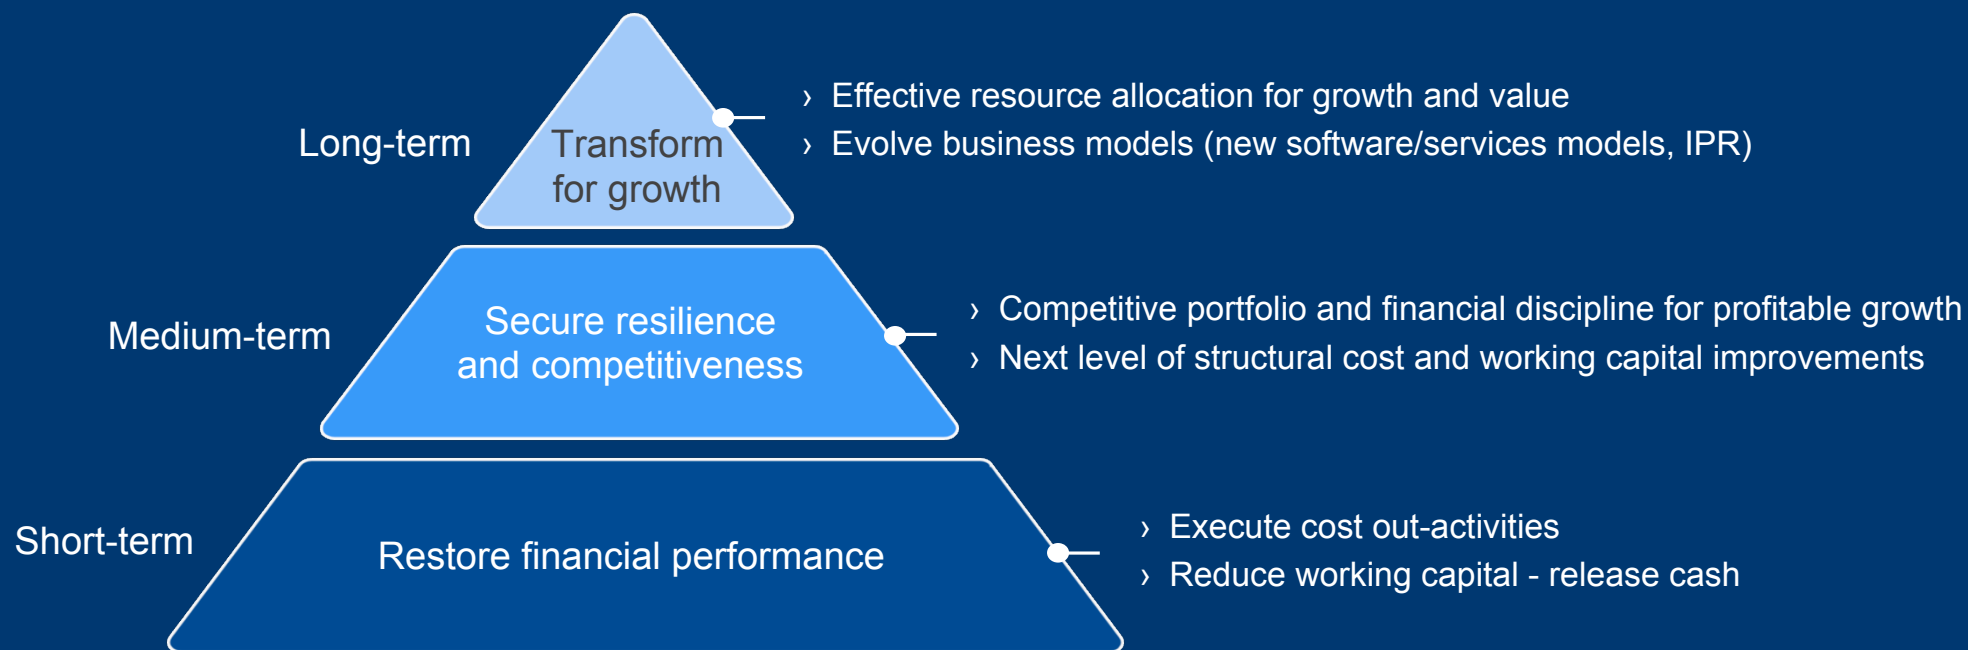 Long-term
Transform
for growth
› Effective resource allocation for growth and value
› Evolve business models (new software/services models, IPR)
Medium-term
Secure resilience
and competitiveness
› Competitive portfolio and financial discipline for profitable growth
› Next level of structural cost and working capital improvements
Short-term
Restore financial performance
› Execute cost out-activities
› Reduce working capital - release cash